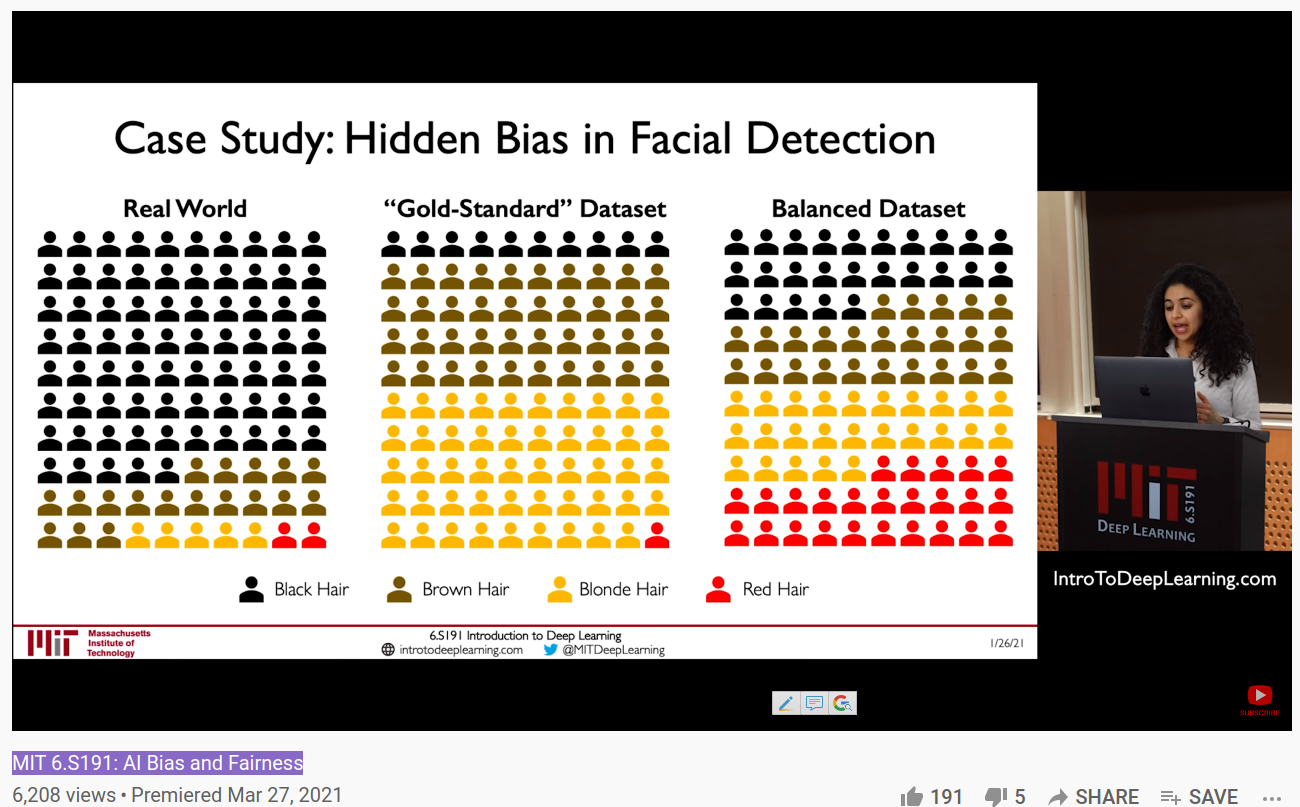 Case Study: Hidden Bias in Facial Detection
Real World
“Gold-Standard” Dataset
Balanced Dataset
Black Hair
Brown Hair
Blonde Hair
Red Hair
MIT
Massachusetts
Institute of
Technology
6.S191 Introduction to Deep Learning
introtodeeplearning.com
@MITDeepLearning
1/26/21
MIT
6.S191
DEEP LEARNING
IntroToDeepLearning.com
SUBSCRIBE
MIT 6.S191: AI Bias and Fairness
6,208 views • Premiered Mar 27, 2021
191
5
SHARE
SAVE